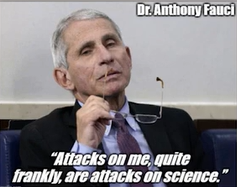 Dr. Anthony Fauci
“Attacks on me, quite
frankly, are attacks on science.”